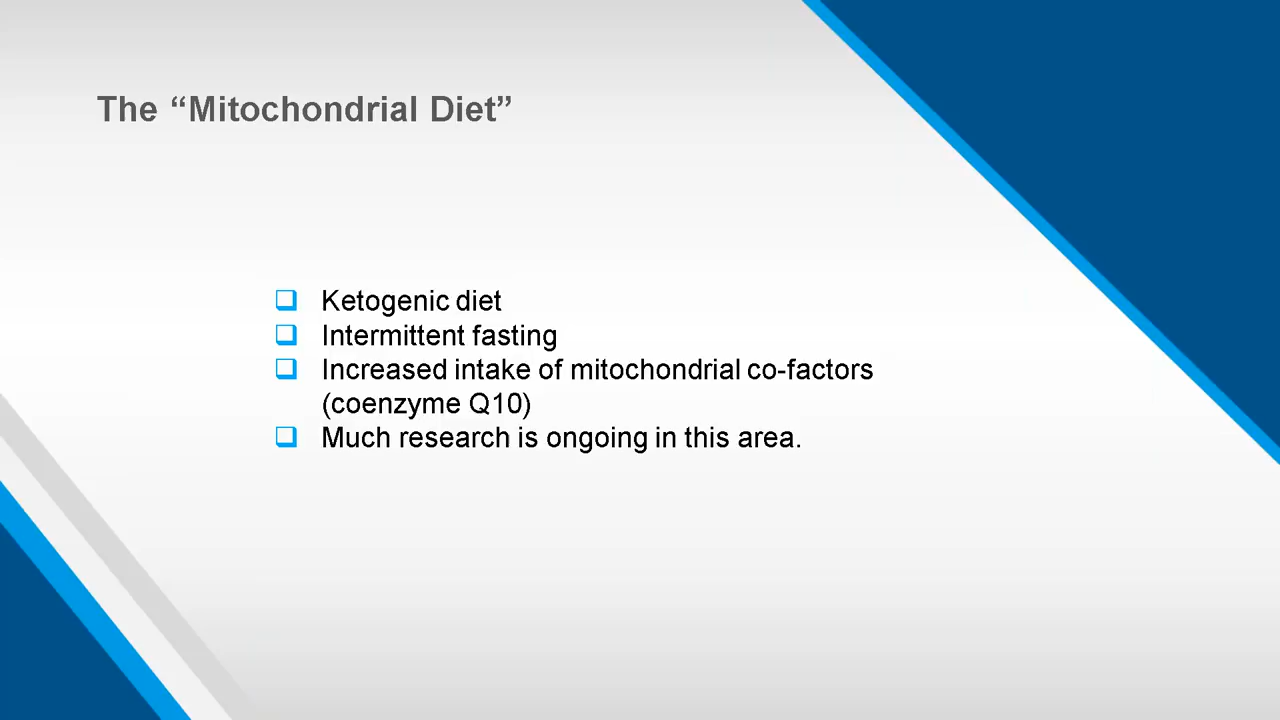 The “Mitochondrial Diet”
Ketogenic diet
Intermittent fasting
Increased intake of mitochondrial co-factors
(coenzyme Q10)
Much research is ongoing in this area.